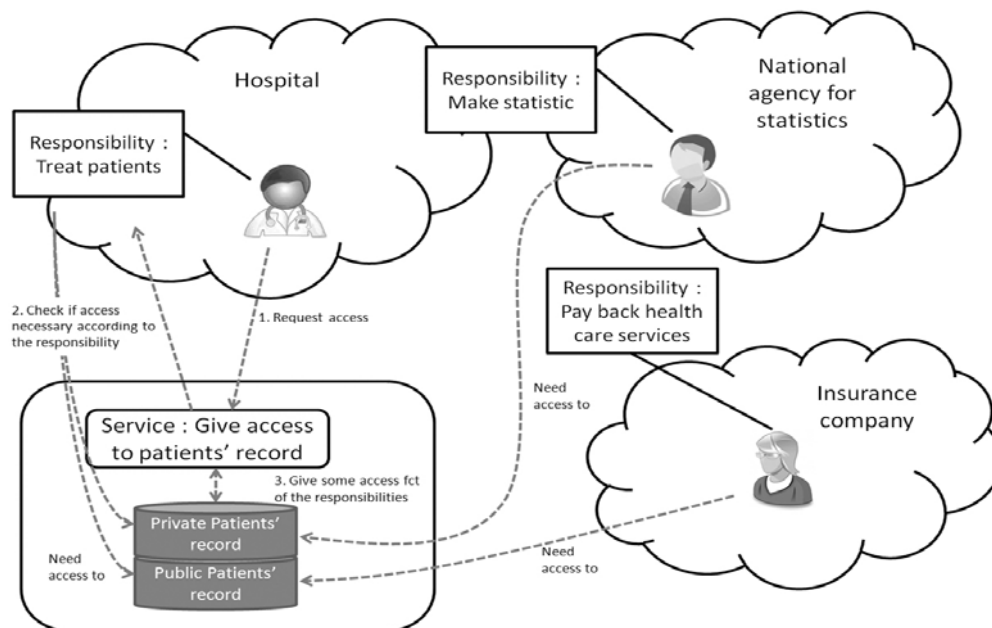 Hospital
Responsibility :
Treat patients
Responsibility :
Make statistic
National
agency for
statistics
2. Check if access
necessary according to
the responsibility
1. Request access
Responsibility :
Pay back health
care services
Insurance
company
Need
access to
Service : Give access
to patients' record
3. Give some access fct
of the responsibilities
Private Patients'
record
Public Patients'
record
Need
access to
Need
access to